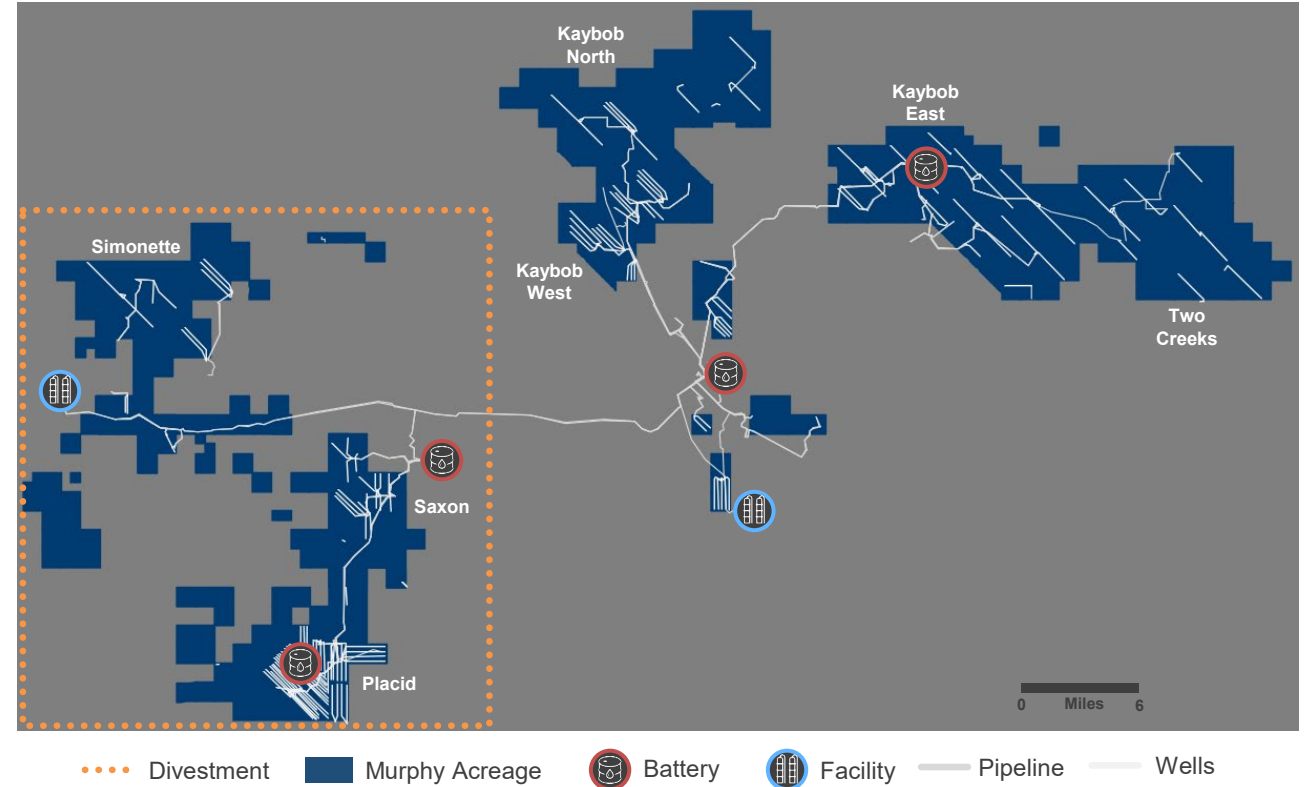 Kaybob
North
Kaybob
East
Simonette
Kaybob
West
Two
Creeks
Saxon
Placid
0 Miles 6
Divestment
Murphy Acreage
Battery
Facility
Pipeline
Wells